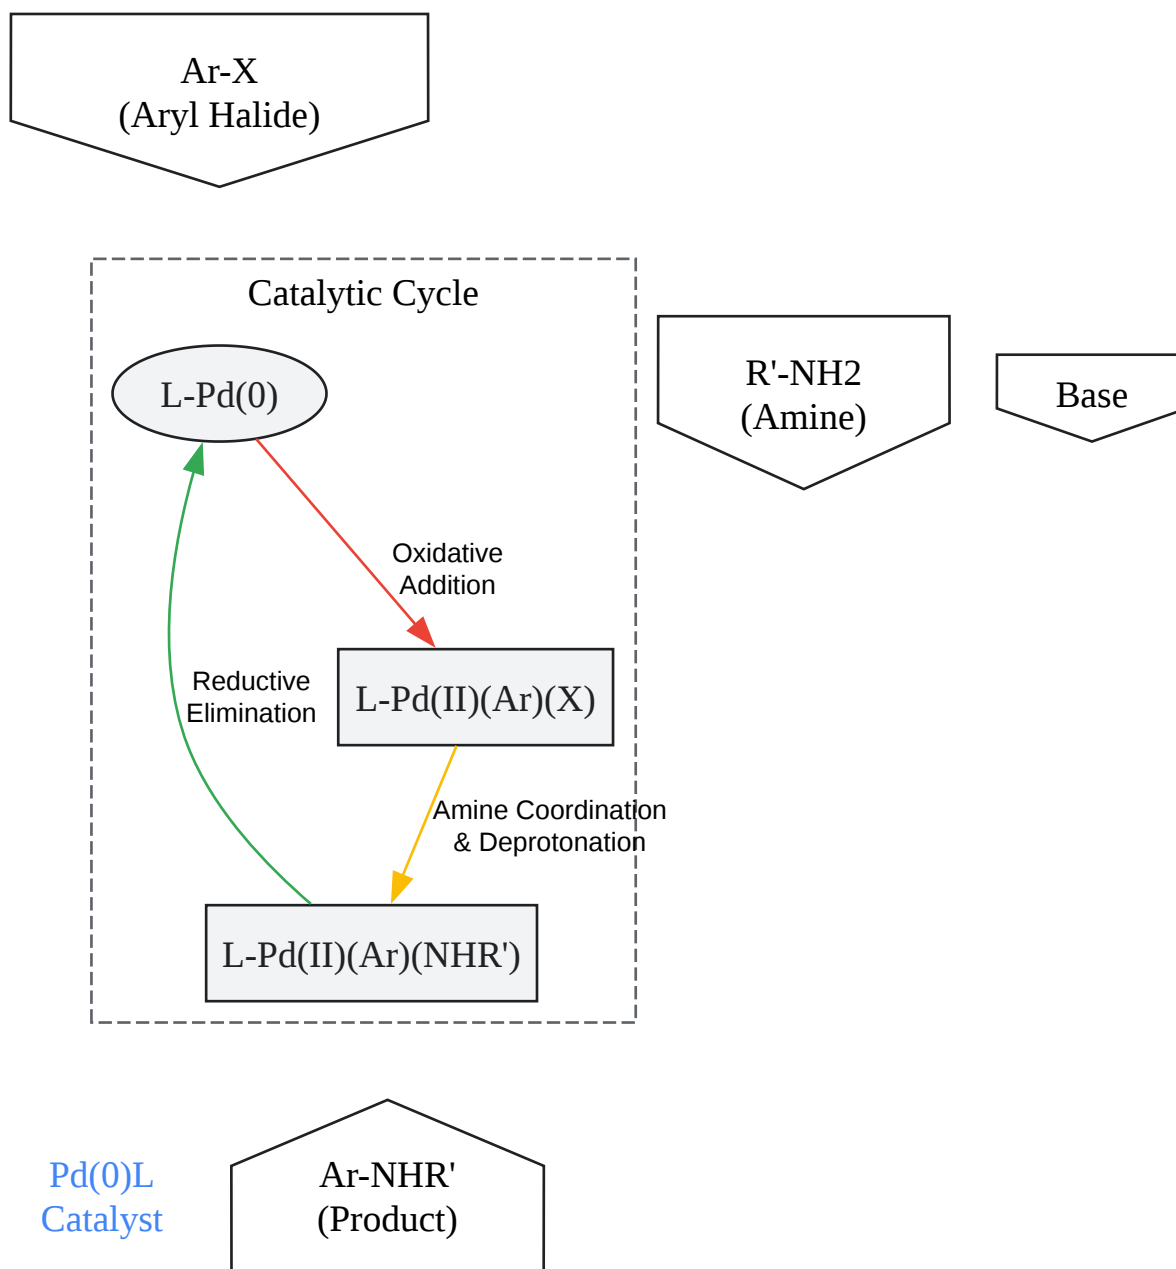 Ar-X
(Aryl Halide)
Catalytic Cycle
L-Pd(0)
R'-NH2
(Amine)
Base
Oxidative
Addition
Reductive
Elimination
L-Pd(II)(Ar)(X)
Amine Coordination
& Deprotonation
L-Pd(II)(Ar)(NHR')
Pd(0)L
Catalyst
Ar-NHR'
(Product)